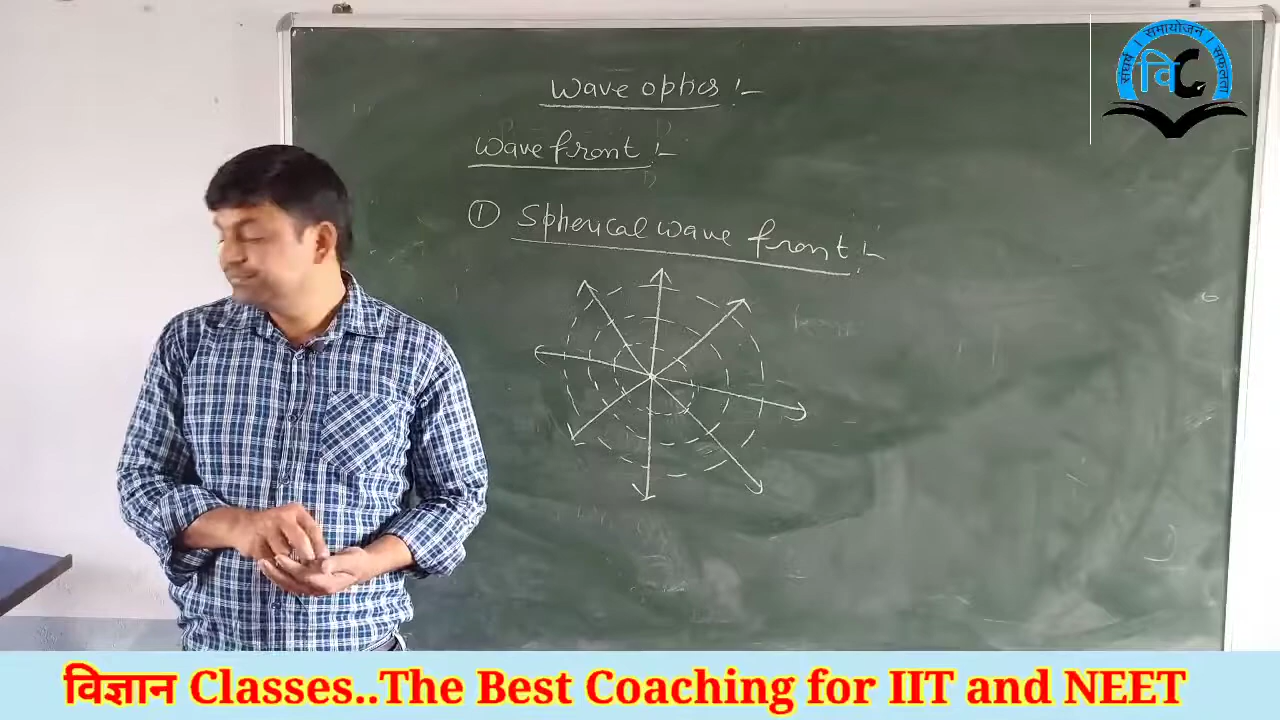 Wave optics :-
Wave front :-
① Spherical wave front :-
संघर्ष । समायोजन । सफलता
वि
विज्ञान Classes..The Best Coaching for IIT and NEET